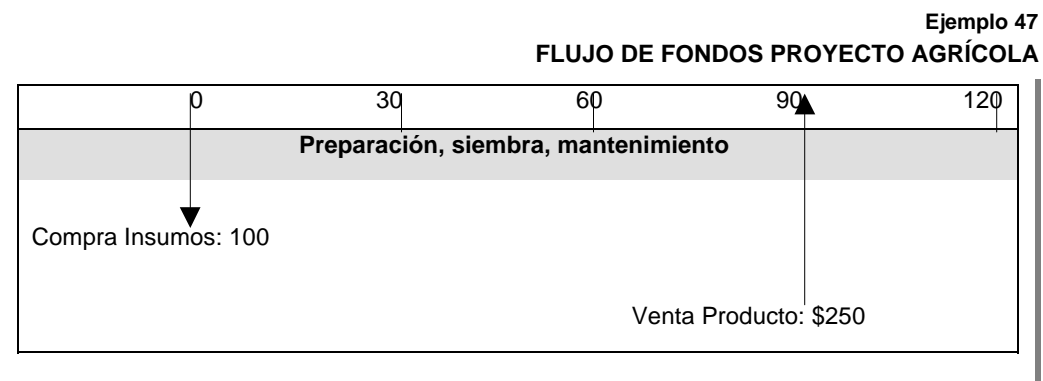 Ejemplo 47
FLUJO DE FONDOS PROYECTO AGRÍCOLA
0 30 60 90 120
Preparación, siembra, mantenimiento
Compra Insumos: 100
Venta Producto: $250